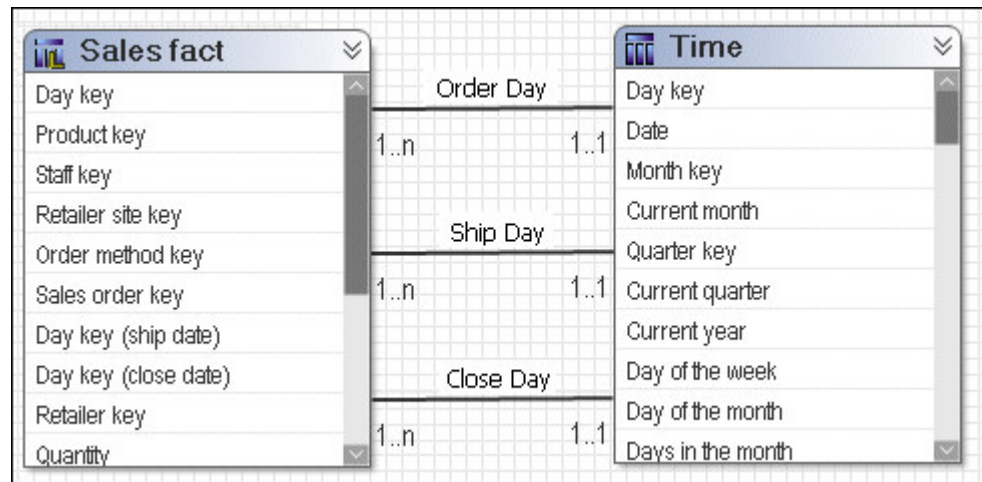 Sales fact
Day key
Product key
Staff key
Retailer site key
Order method key
Sales order key
Day key (ship date)
Day key (close date)
Retailer key
Quantity
Order Day
1..n
1..1
Ship Day
1..n
1..1
Close Day
1..n
1..1
Time
Day key
Date
Month key
Current month
Quarter key
Current quarter
Current year
Day of the week
Day of the month
Days in the month